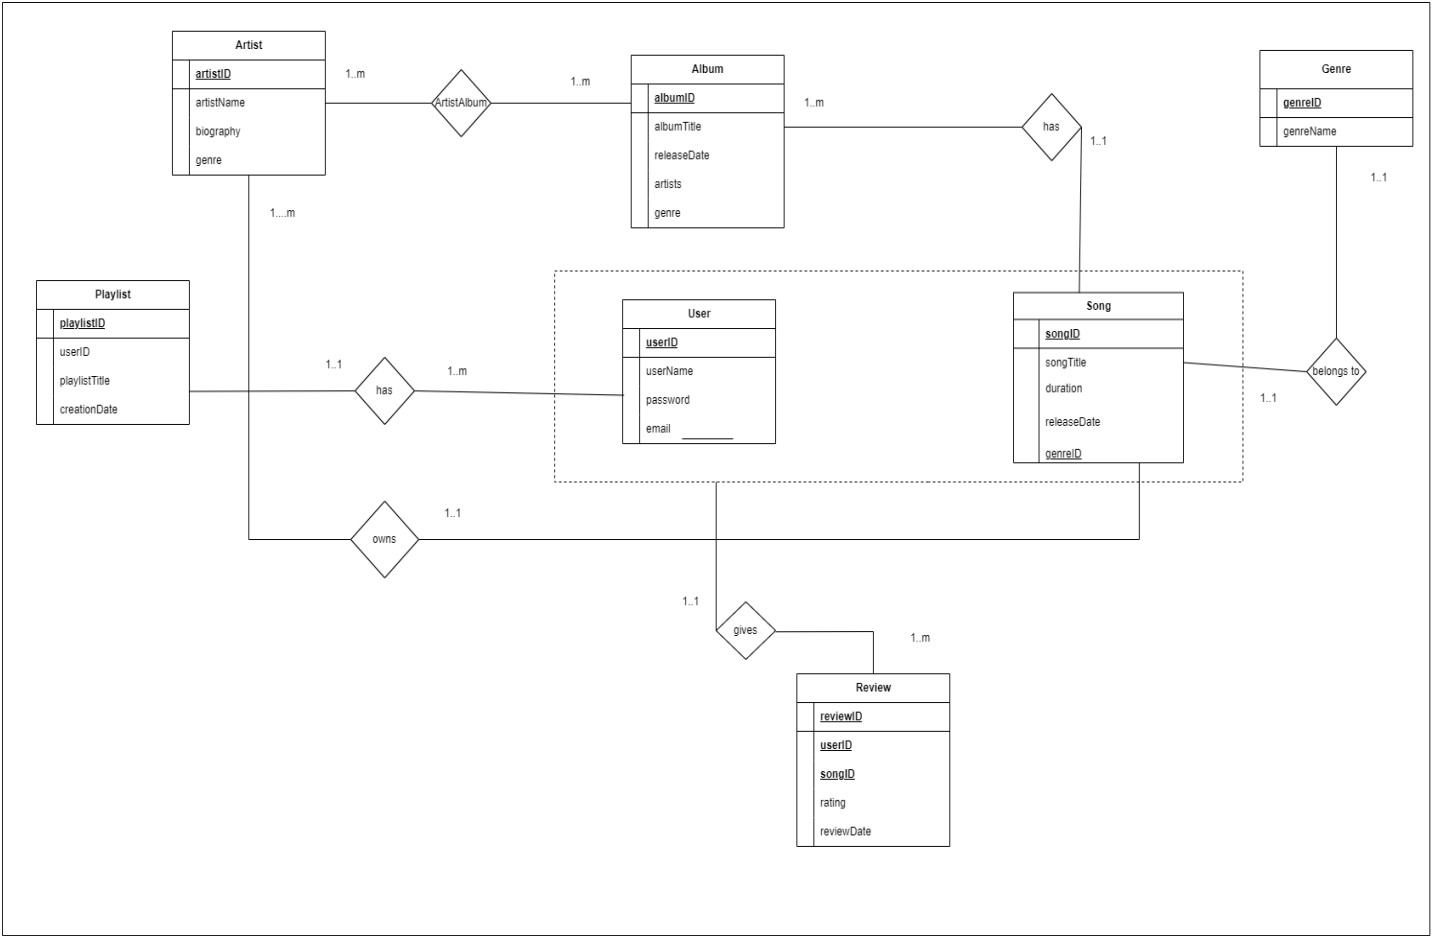 Artist
artistID
artistName
biography
genre
1..m
ArtistAlbum
1..m
Album
albumID
albumTitle
releaseDate
artists
genre
1..m
has
1..1
Genre
genreID
genreName
1..1
1....m
Playlist
playlistID
userID
playlistTitle
creationDate
1..1
has
1..m
User
userID
userName
password
email
Song
songID
songTitle
duration
releaseDate
genreID
belongs to
1..1
owns
1..1
1..1
gives
1..m
Review
reviewID
userID
songID
rating
reviewDate